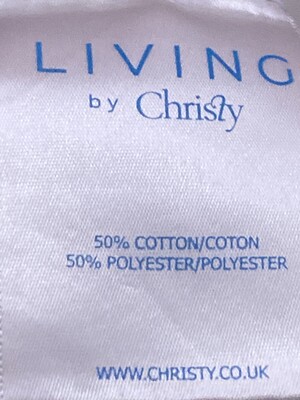 LIVING
by Christy
50% COTTON/COTON
50% POLYESTER/POLYESTER
WWW.CHRISTY.CO.UK